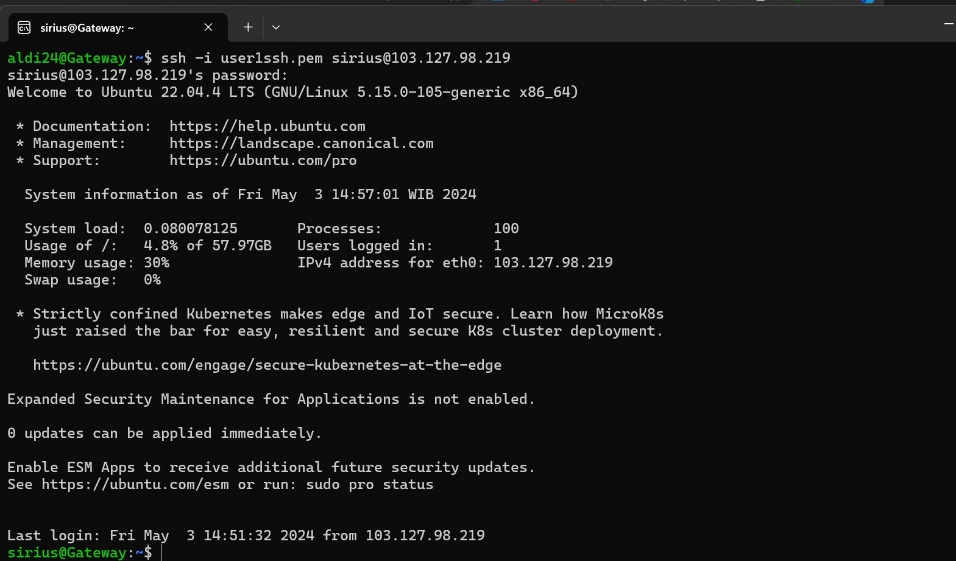 sirius@Gateway: ~
aldi24@Gateway:~$ ssh -i user1ssh.pem sirius@103.127.98.219
sirius@103.127.98.219's password:
Welcome to Ubuntu 22.04.4 LTS (GNU/Linux 5.15.0-105-generic x86_64)
* Documentation:  https://help.ubuntu.com
* Management:     https://landscape.canonical.com
* Support:        https://ubuntu.com/pro
System information as of Fri May  3 14:57:01 WIB 2024
System load:  0.080078125       Processes:             100
Usage of /:   4.8% of 57.97GB   Users logged in:       1
Memory usage: 30%               IPv4 address for eth0: 103.127.98.219
Swap usage:   0%
* Strictly confined Kubernetes makes edge and IoT secure. Learn how MicroK8s
just raised the bar for easy, resilient and secure K8s cluster deployment.
https://ubuntu.com/engage/secure-kubernetes-at-the-edge
Expanded Security Maintenance for Applications is not enabled.
0 updates can be applied immediately.
Enable ESM Apps to receive additional future security updates.
See https://ubuntu.com/esm or run: sudo pro status
Last login: Fri May  3 14:51:32 2024 from 103.127.98.219
sirius@Gateway:~$